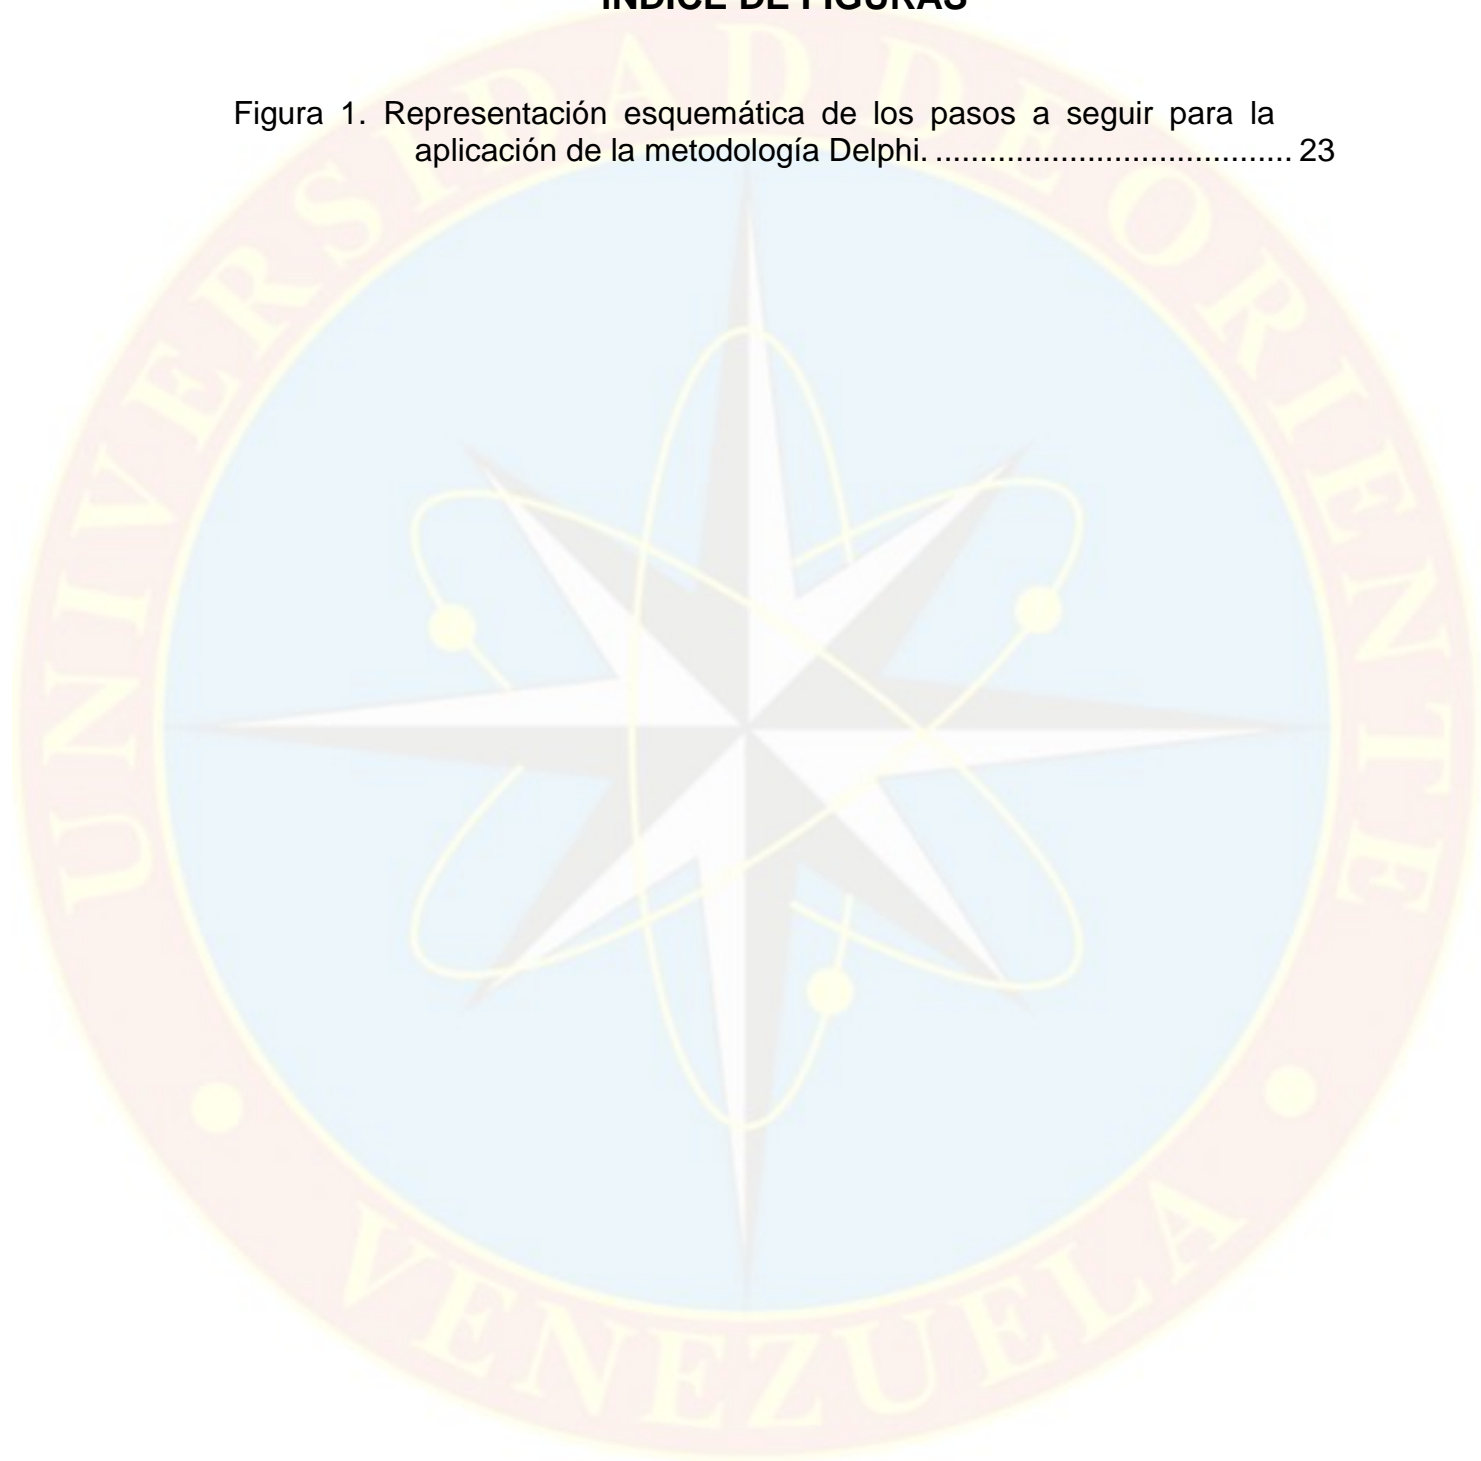 ÍNDICE DE FIGURAS
Figura 1. Representación esquemática de los pasos a seguir para la
aplicación de la metodología Delphi. ........................................ 23
UNIVERSIDAD DE ORIENTE
VENEZUELA